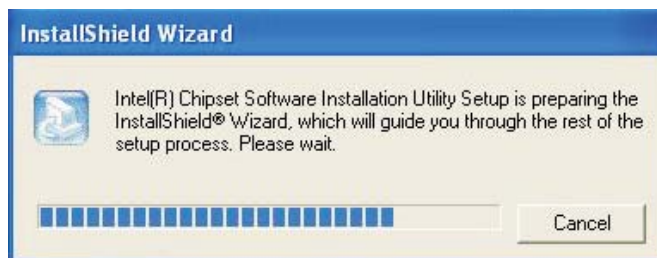 InstallShield Wizard
Intel(R) Chipset Software Installation Utility Setup is preparing the
InstallShield® Wizard, which will guide you through the rest of the
setup process. Please wait.
Cancel